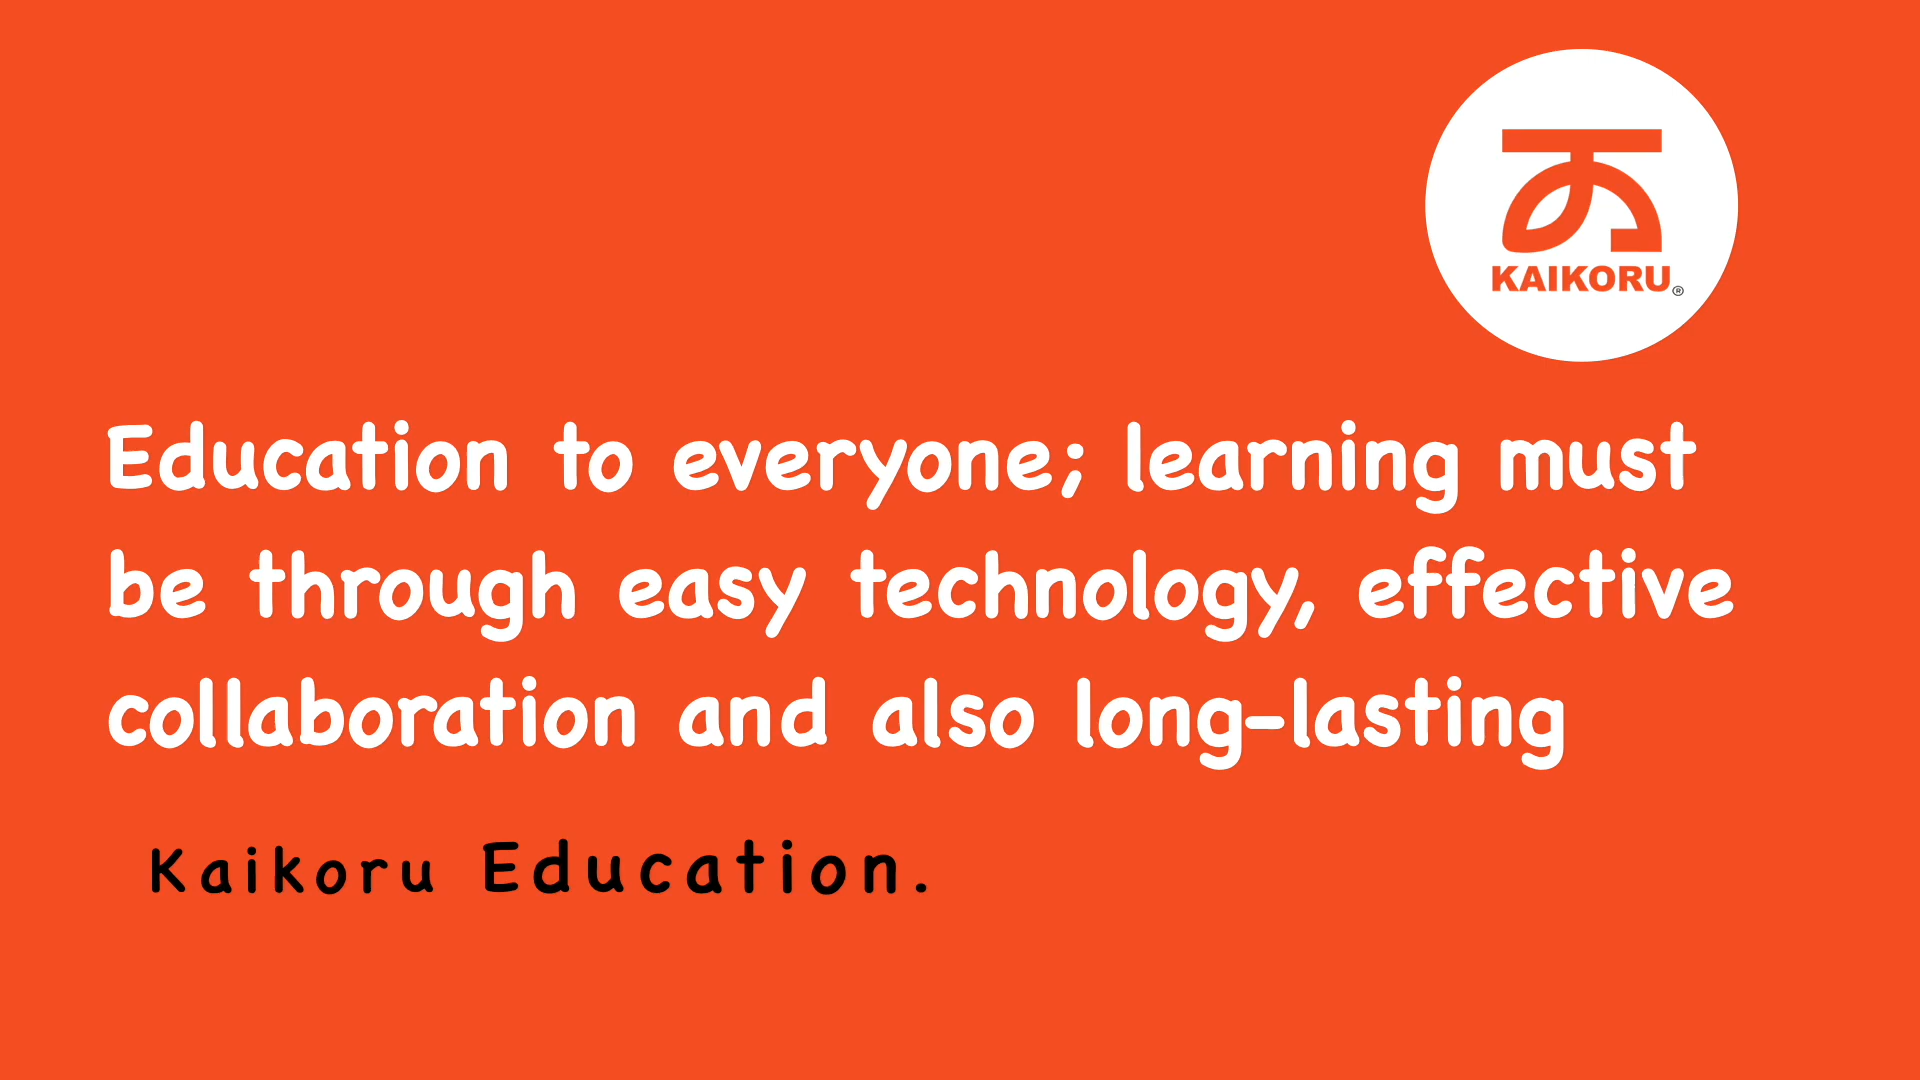 KAIKORU®
Education to everyone; learning must
be through easy technology, effective
collaboration and also long-lasting
Kaikoru Education.